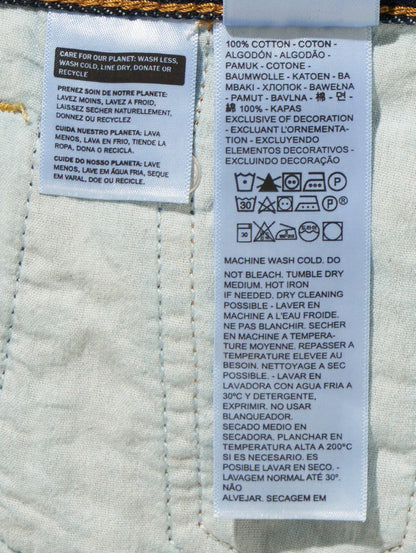 CARE FOR OUR PLANET: WASH LESS,
WASH COLD, LINE DRY, DONATE OR
RECYCLE
PRENEZ SOIN DE NOTRE PLANETE:
LAVEZ MOINS, LAVEZ A FROID,
LAISSEZ SÉCHER NATURELLEMENT,
DONNEZ OU RECYCLEZ
CUIDA NUESTRO PLANETA: LAVA
MENOS, LAVA EN FRIO, TIENDE LA
ROPA, DONA O RECICLA.
CUIDE DO NOSSO PLANETA: LAVE
MENOS, LAVE EM ÁGUA FRIA, SEQUE
EM VARAL, DOE OU RECICLE.
100% COTTON - COTON -
ALGODÓN - ALGODÃO -
PAMUK - COTONE -
BAUMWOLLE - KATOEN - BA
MBAKI - ХЛОПОК - BAWEŁNA
- PAMUT - BAVLNA - 棉 - 면 -
綿 100% - KAPAS
EXCLUSIVE OF DECORATION
- EXCLUANT L'ORNEMENTA-
TION - EXCLUYENDO
ELEMENTOS DECORATIVOS -
EXCLUINDO DECORAÇÃO
P
30 P
30
MACHINE WASH COLD. DO
NOT BLEACH. TUMBLE DRY
MEDIUM. HOT IRON
IF NEEDED. DRY CLEANING
POSSIBLE - LAVER EN
MACHINE A L'EAU FROIDE.
NE PAS BLANCHIR. SECHER
EN MACHINE A TEMPERA-
TURE MOYENNE. REPASSER A
TEMPERATURE ELEVEE AU
BESOIN. NETTOYAGE A SEC
POSSIBLE. - LAVAR EN
LAVADORA CON AGUA FRIA A
30ºC Y DETERGENTE,
EXPRIMIR. NO USAR
BLANQUEADOR.
SECADO MEDIO EN
SECADORA. PLANCHAR EN
TEMPERATURA ALTA A 200°C
SI ES NECESARIO. ES
POSIBLE LAVAR EN SECO. -
LAVAGEM NORMAL ATÉ 30°.
NÃO
ALVEJAR. SECAGEM EM